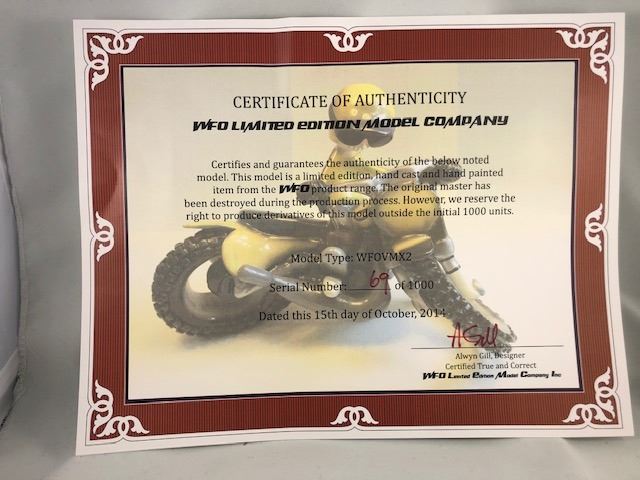 CERTIFICATE OF AUTHENTICITY
WFO LIMITED EDITION MODEL COMPANY
Certifies and guarantees the authenticity of the below noted
model. This model is a limited edition, hand cast and hand painted
item from the WFO product range. The original master has
been destroyed during the production process. However, we reserve the
right to produce derivatives of this model outside the initial 1000 units.
Model Type: WFOVMX2
Serial Number: 69 of 1000
Dated this 15th day of October, 2014
AGill
Alwyn Gill, Designer
Certified True and Correct
WFO Limited Edition Model Company Inc